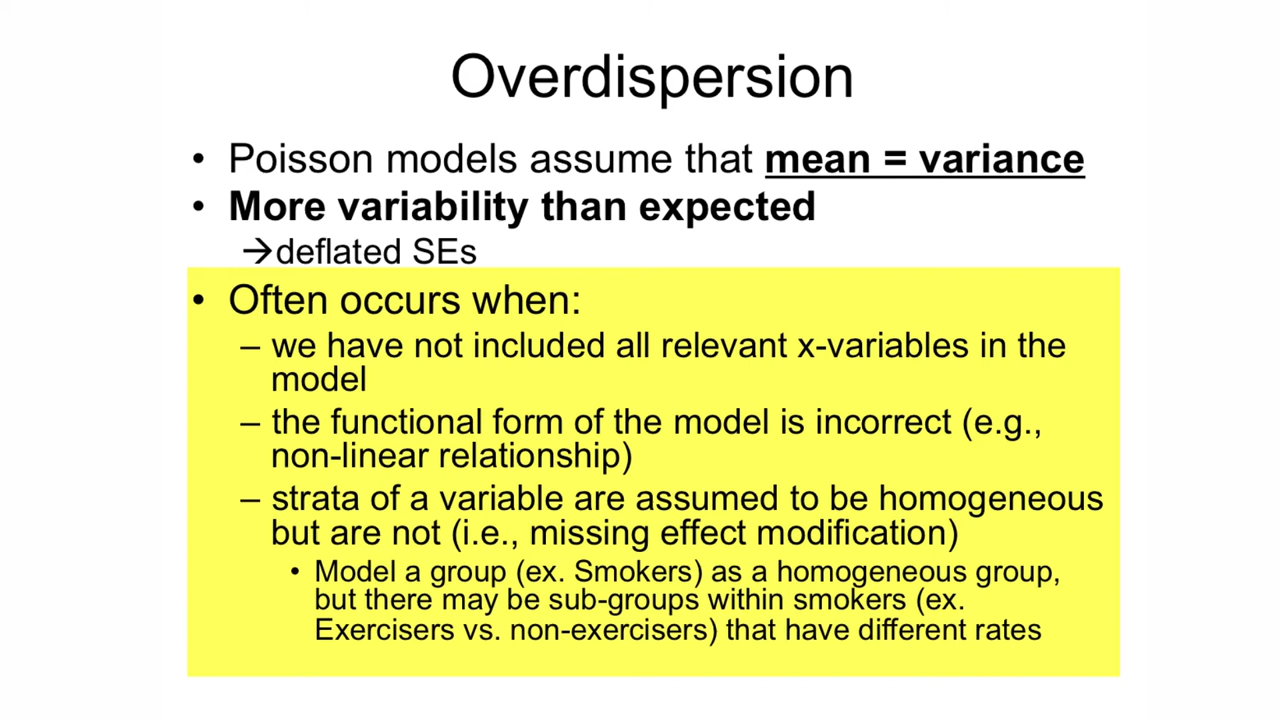 Overdispersion
• Poisson models assume that mean = variance
• More variability than expected
→deflated SEs
• Often occurs when:
– we have not included all relevant x-variables in the
model
– the functional form of the model is incorrect (e.g.,
non-linear relationship)
– strata of a variable are assumed to be homogeneous
but are not (i.e., missing effect modification)
• Model a group (ex. Smokers) as a homogeneous group,
but there may be sub-groups within smokers (ex.
Exercisers vs. non-exercisers) that have different rates